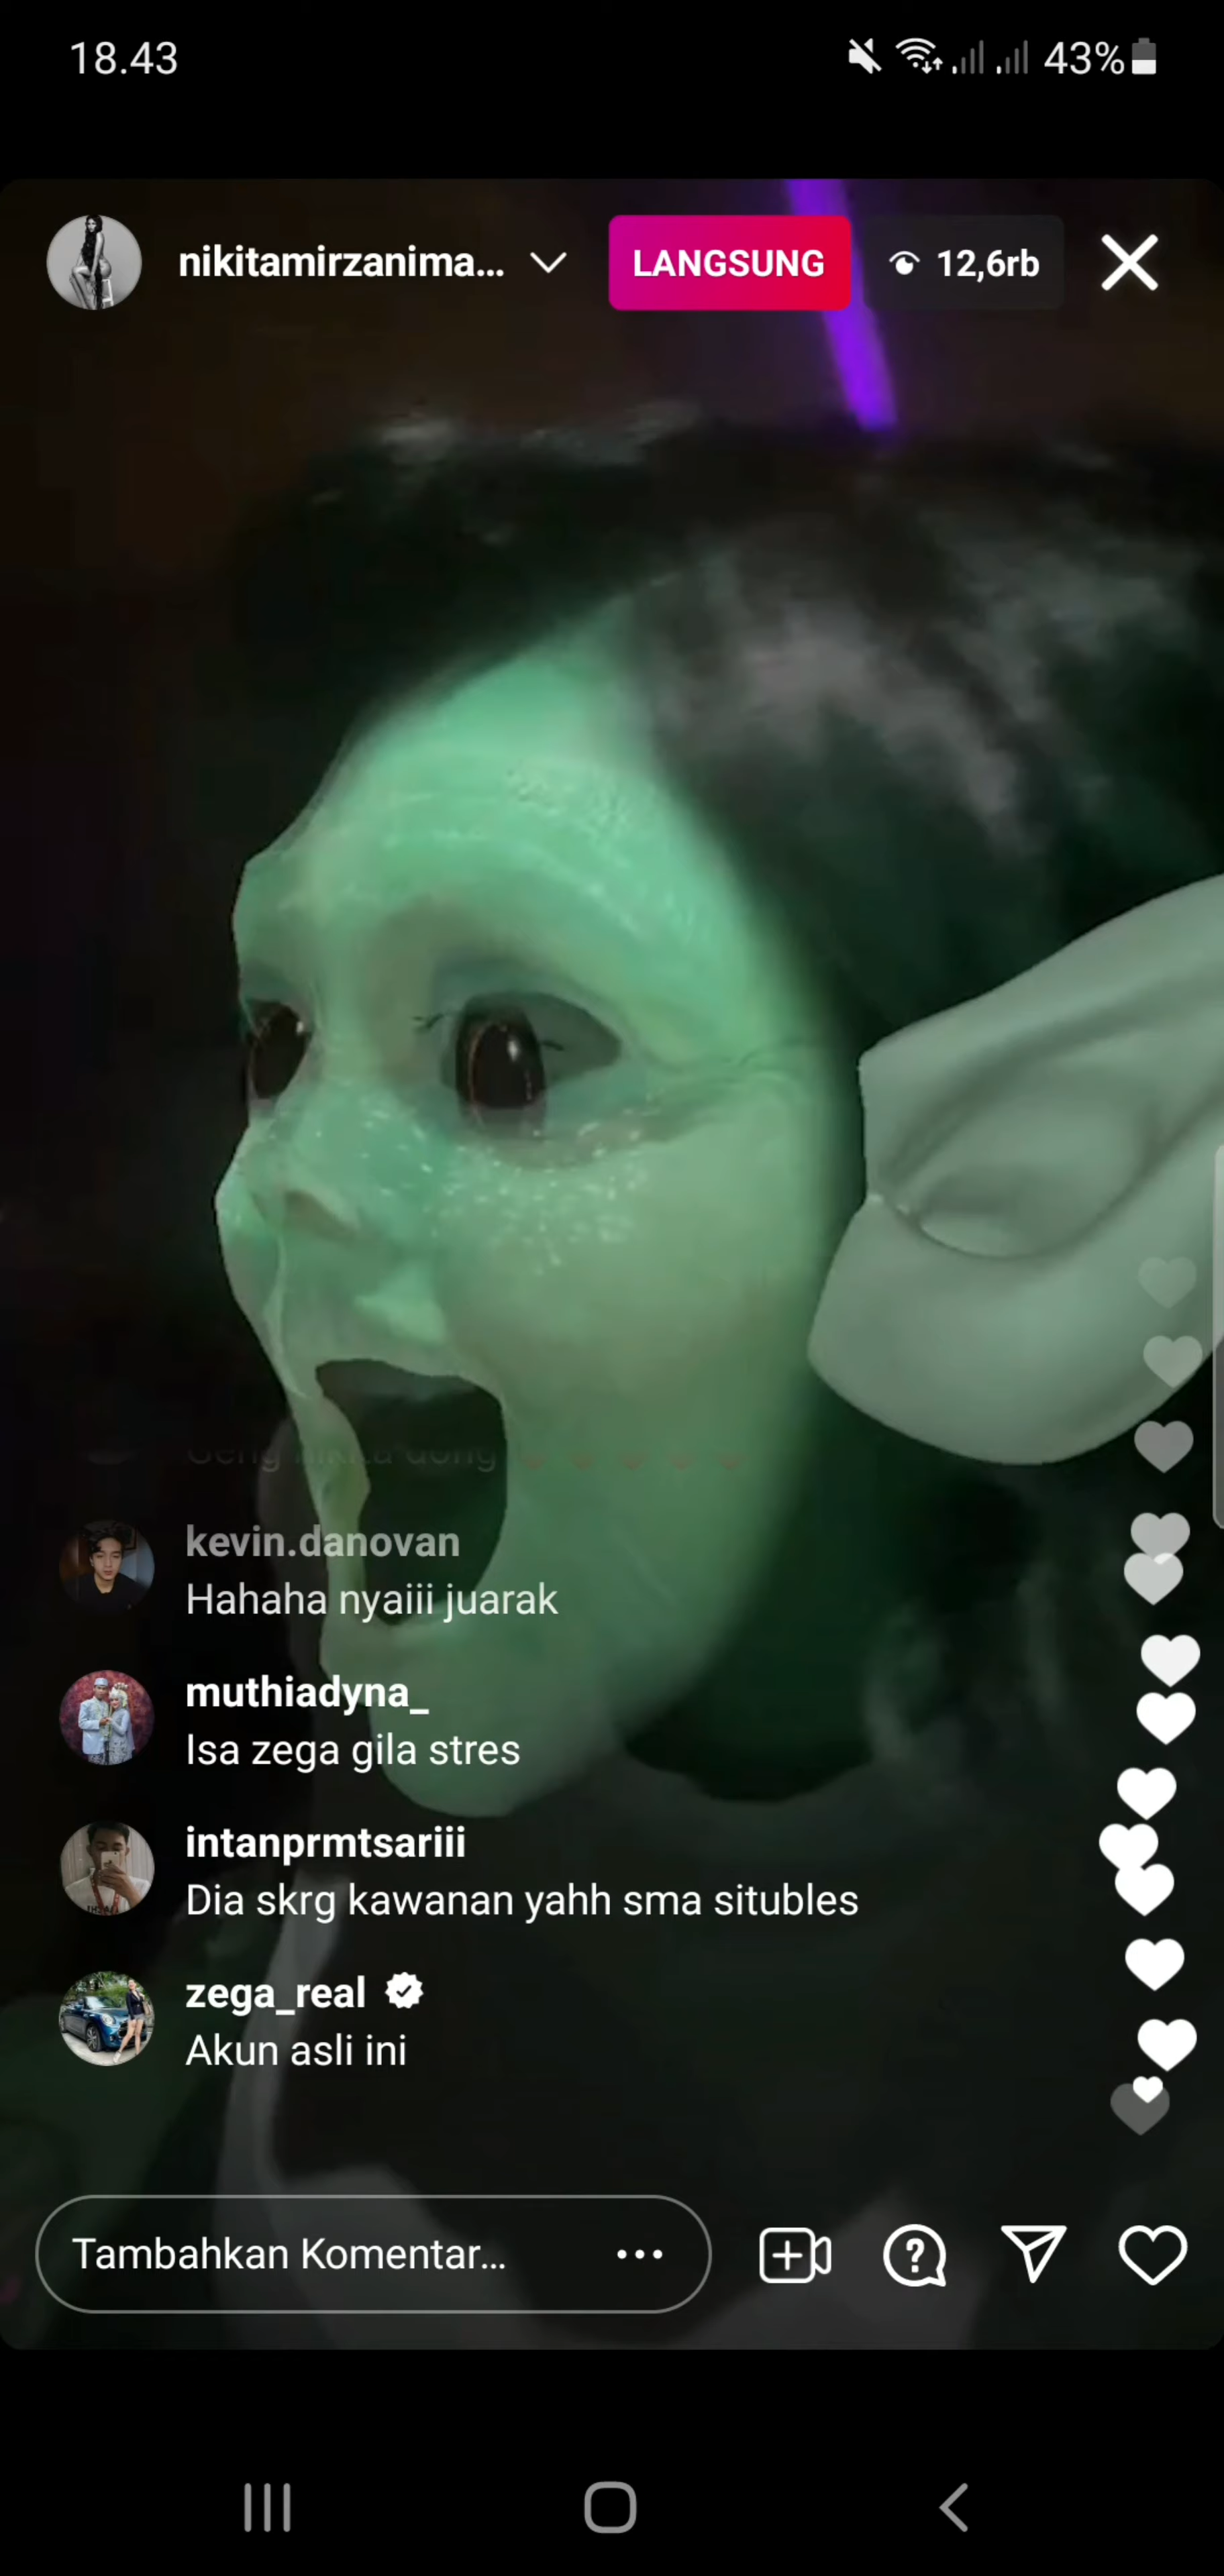 18.43
43%
nikitamirzanima...
LANGSUNG
12,6rb
kevin.danovan
Hahaha nyaiii juarak
muthiadyna_
Isa zega gila stres
intanprmtsariii
Dia skrg kawanan yahh sma situbles
zega_real
Akun asli ini
Tambahkan Komentar...